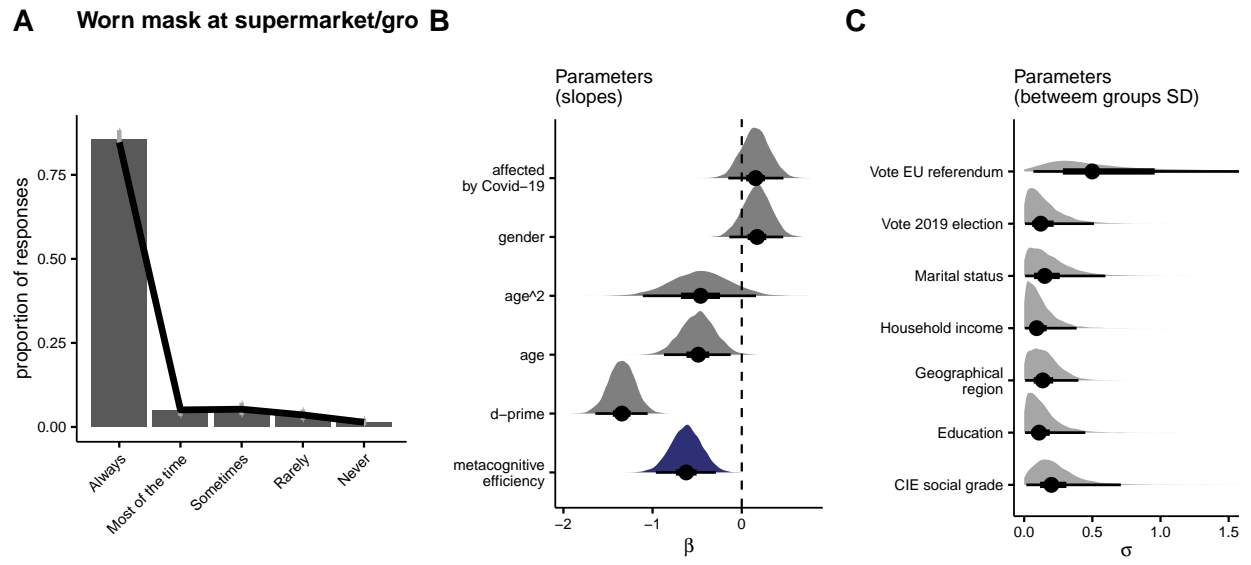 A
Worn mask at supermarket/gro
proportion of responses
0.75
0.50
0.25
0.00
Always
Most of the time
Sometimes
Rarely
Never
B
Parameters
(slopes)
affected
by Covid−19
gender
age^2
age
d−prime
metacognitive
efficiency
−2
−1
0
β
C
Parameters
(betweem groups SD)
Vote EU referendum
Vote 2019 election
Marital status
Household income
Geographical
region
Education
CIE social grade
0.0
0.5
1.0
1.5
σ